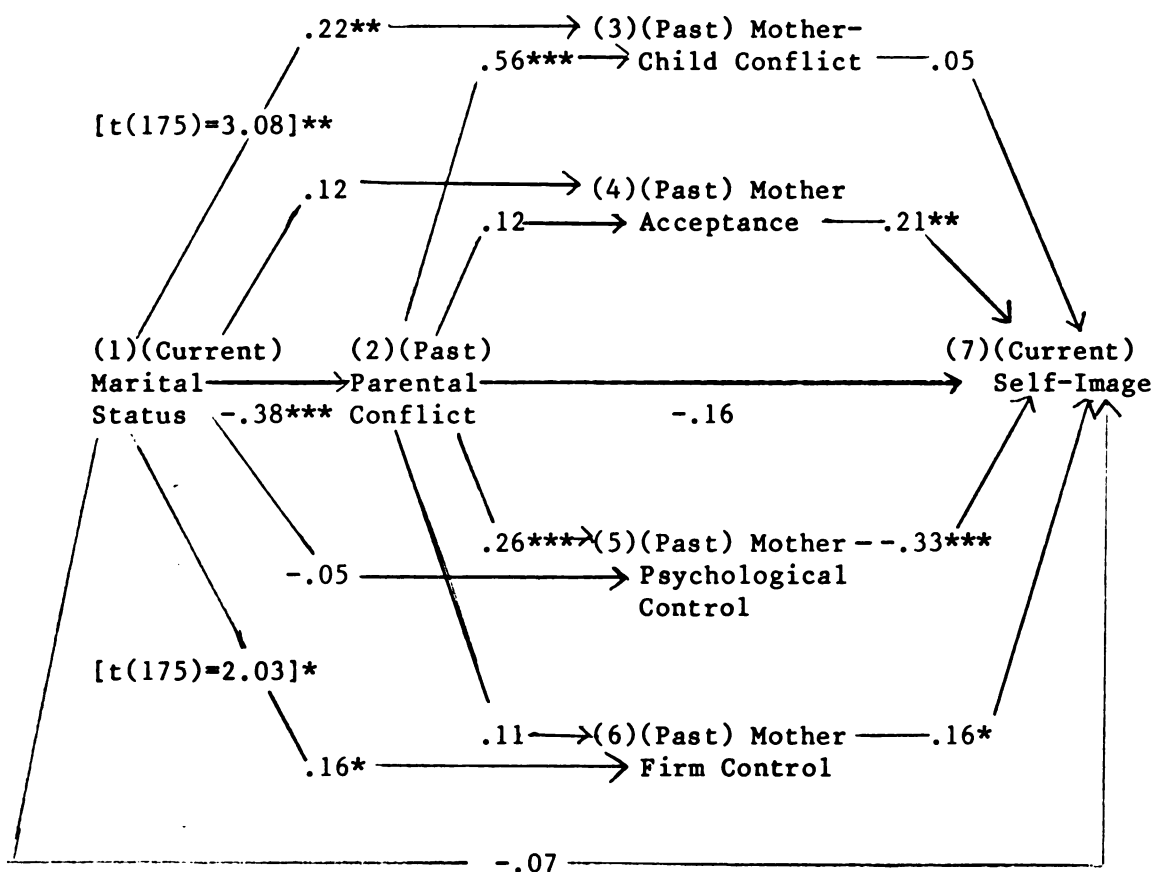 .22** (3)(Past) Mother-
.56*** Child Conflict .05
[t(175)=3.08]**
.12 (4)(Past) Mother
.12 Acceptance .21**
(1)(Current) (2)(Past) (7)(Current)
Marital Parental Self-Image
Status -.38*** Conflict -.16
.26*** (5)(Past) Mother --.33***
-.05 Psychological
Control
[t(175)=2.03]*
.11 (6)(Past) Mother .16*
.16* Firm Control
-.07